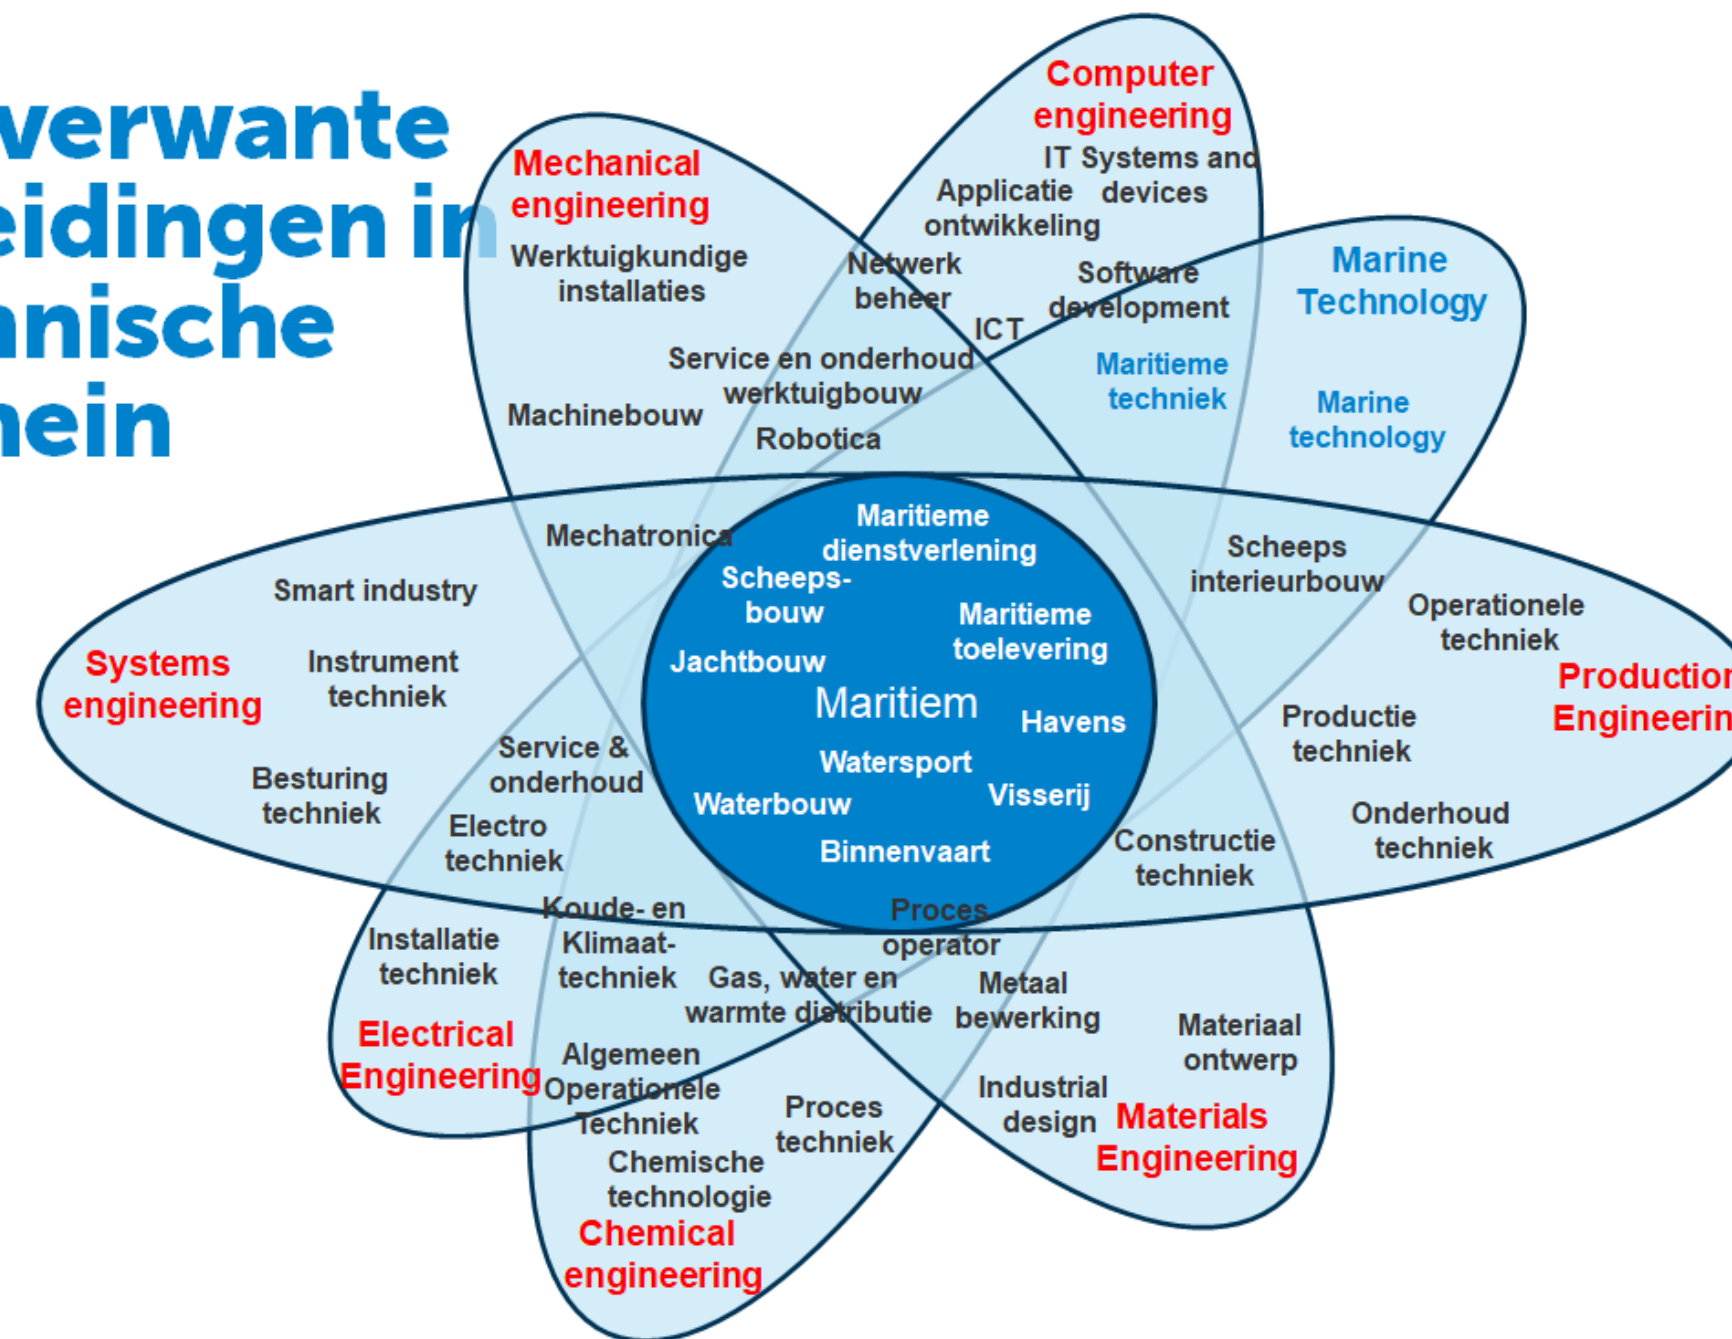 verwante
eidingen in
nnische
nein
Computer
engineering
IT Systems and
devices
Applicatie
ontwikkeling
Netwerk
beheer
Software
development
ICT
Mechanical
engineering
Werktuigkundige
installaties
Service en onderhoud
werktuigbouw
Machinebouw
Robotica
Marine
Technology
Maritieme
techniek
Marine
technology
Mechatronica
Smart industry
Systems
engineering
Instrument
techniek
Besturing
techniek
Service &
onderhoud
Electro
techniek
Maritieme
dienstverlening
Scheeps-
bouw
Maritieme
toelevering
Jachtbouw
Maritiem
Havens
Watersport
Visserij
Waterbouw
Binnenvaart
Scheeps
interieurbouw
Operationele
techniek
Production
Engineerin
Productie
techniek
Onderhoud
techniek
Constructie
techniek
Koude- en
Klimaat-
techniek
Installatie
techniek
Electrical
Engineering
Proces
operator
Gas, water en
warmte distributie
Metaal
bewerking
Materiaal
ontwerp
Industrial
design
Materials
Engineering
Algemeen
Operationele
Techniek
Proces
techniek
Chemische
technologie
Chemical
engineering